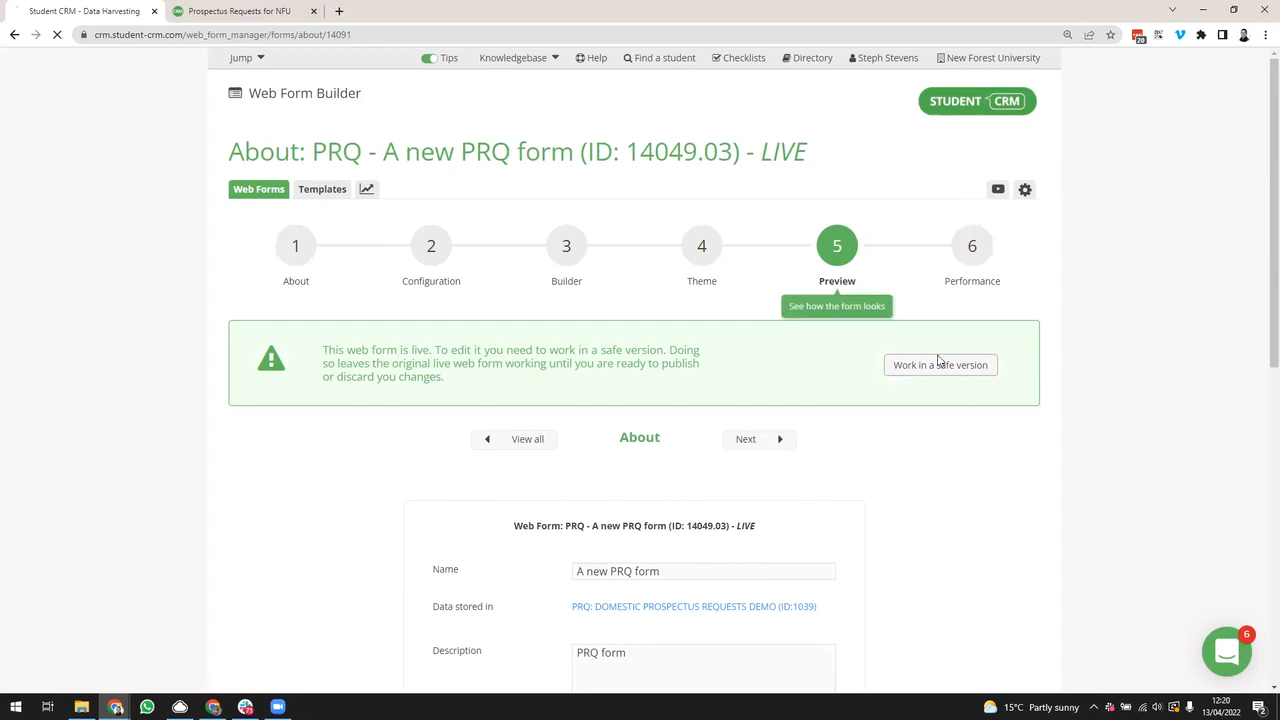 Student CRM - Data Harvesting
Prospectus Requests for NFU
crm.student-crm.com/web_form_manager/forms/about/14091
20
Jump
Tips
Knowledgebase
Help
Find a student
Checklists
Directory
Steph Stevens
New Forest University
Web Form Builder
STUDENT CRM
About: PRQ - A new PRQ form (ID: 14049.03) - LIVE
Web Forms
Templates
1
2
3
4
5
6
About
Configuration
Builder
Theme
Preview
Performance
See how the form looks
This web form is live. To edit it you need to work in a safe version. Doing
so leaves the original live web form working until you are ready to publish
or discard you changes.
Work in a safe version
View all
About
Next
Web Form: PRQ - A new PRQ form (ID: 14049.03) - LIVE
Name
A new PRQ form
Data stored in
PRQ: DOMESTIC PROSPECTUS REQUESTS DEMO (ID:1039)
Description
PRQ form
6
15°C Partly sunny
12:20
13/04/2022
2